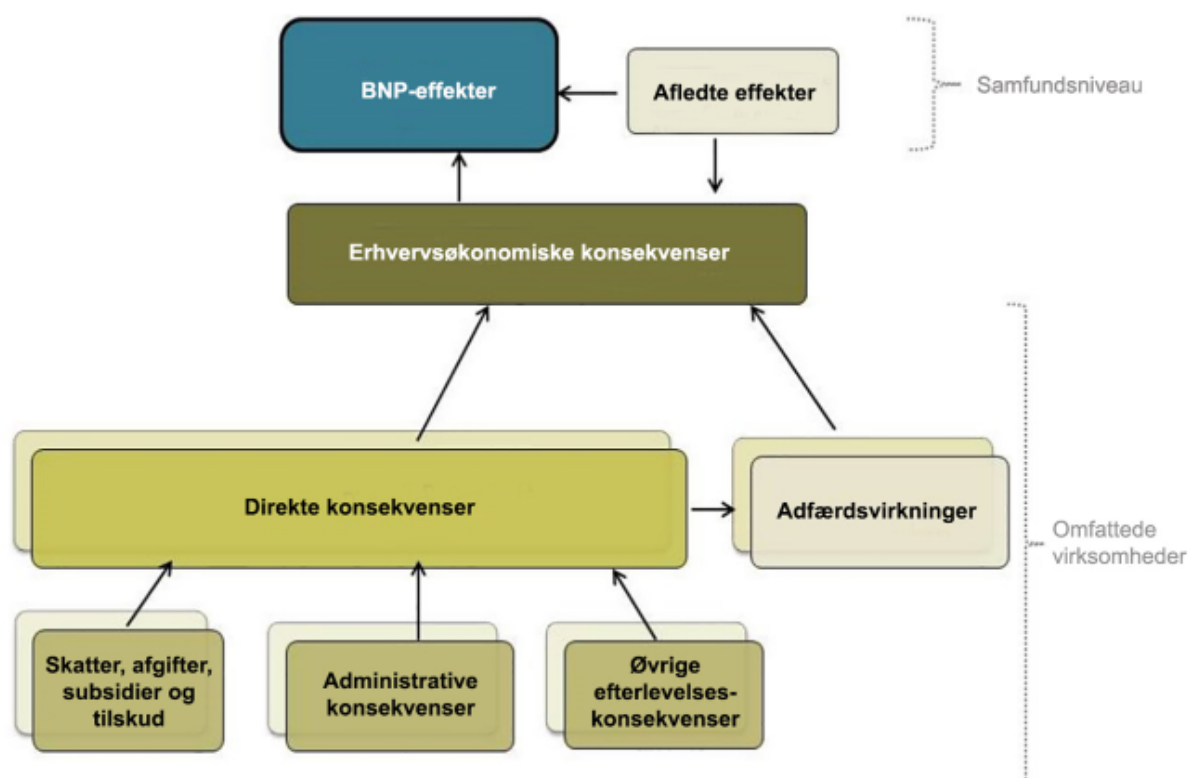 BNP-effekter
Afledte effekter
Samfundsniveau
Erhvervsøkonomiske konsekvenser
Direkte konsekvenser
Adfærdsvirkninger
Omfattede
virksomheder
Skatter, afgifter,
subsidier og
tilskud
Administrative
konsekvenser
Øvrige
efterlevelses-
konsekvenser